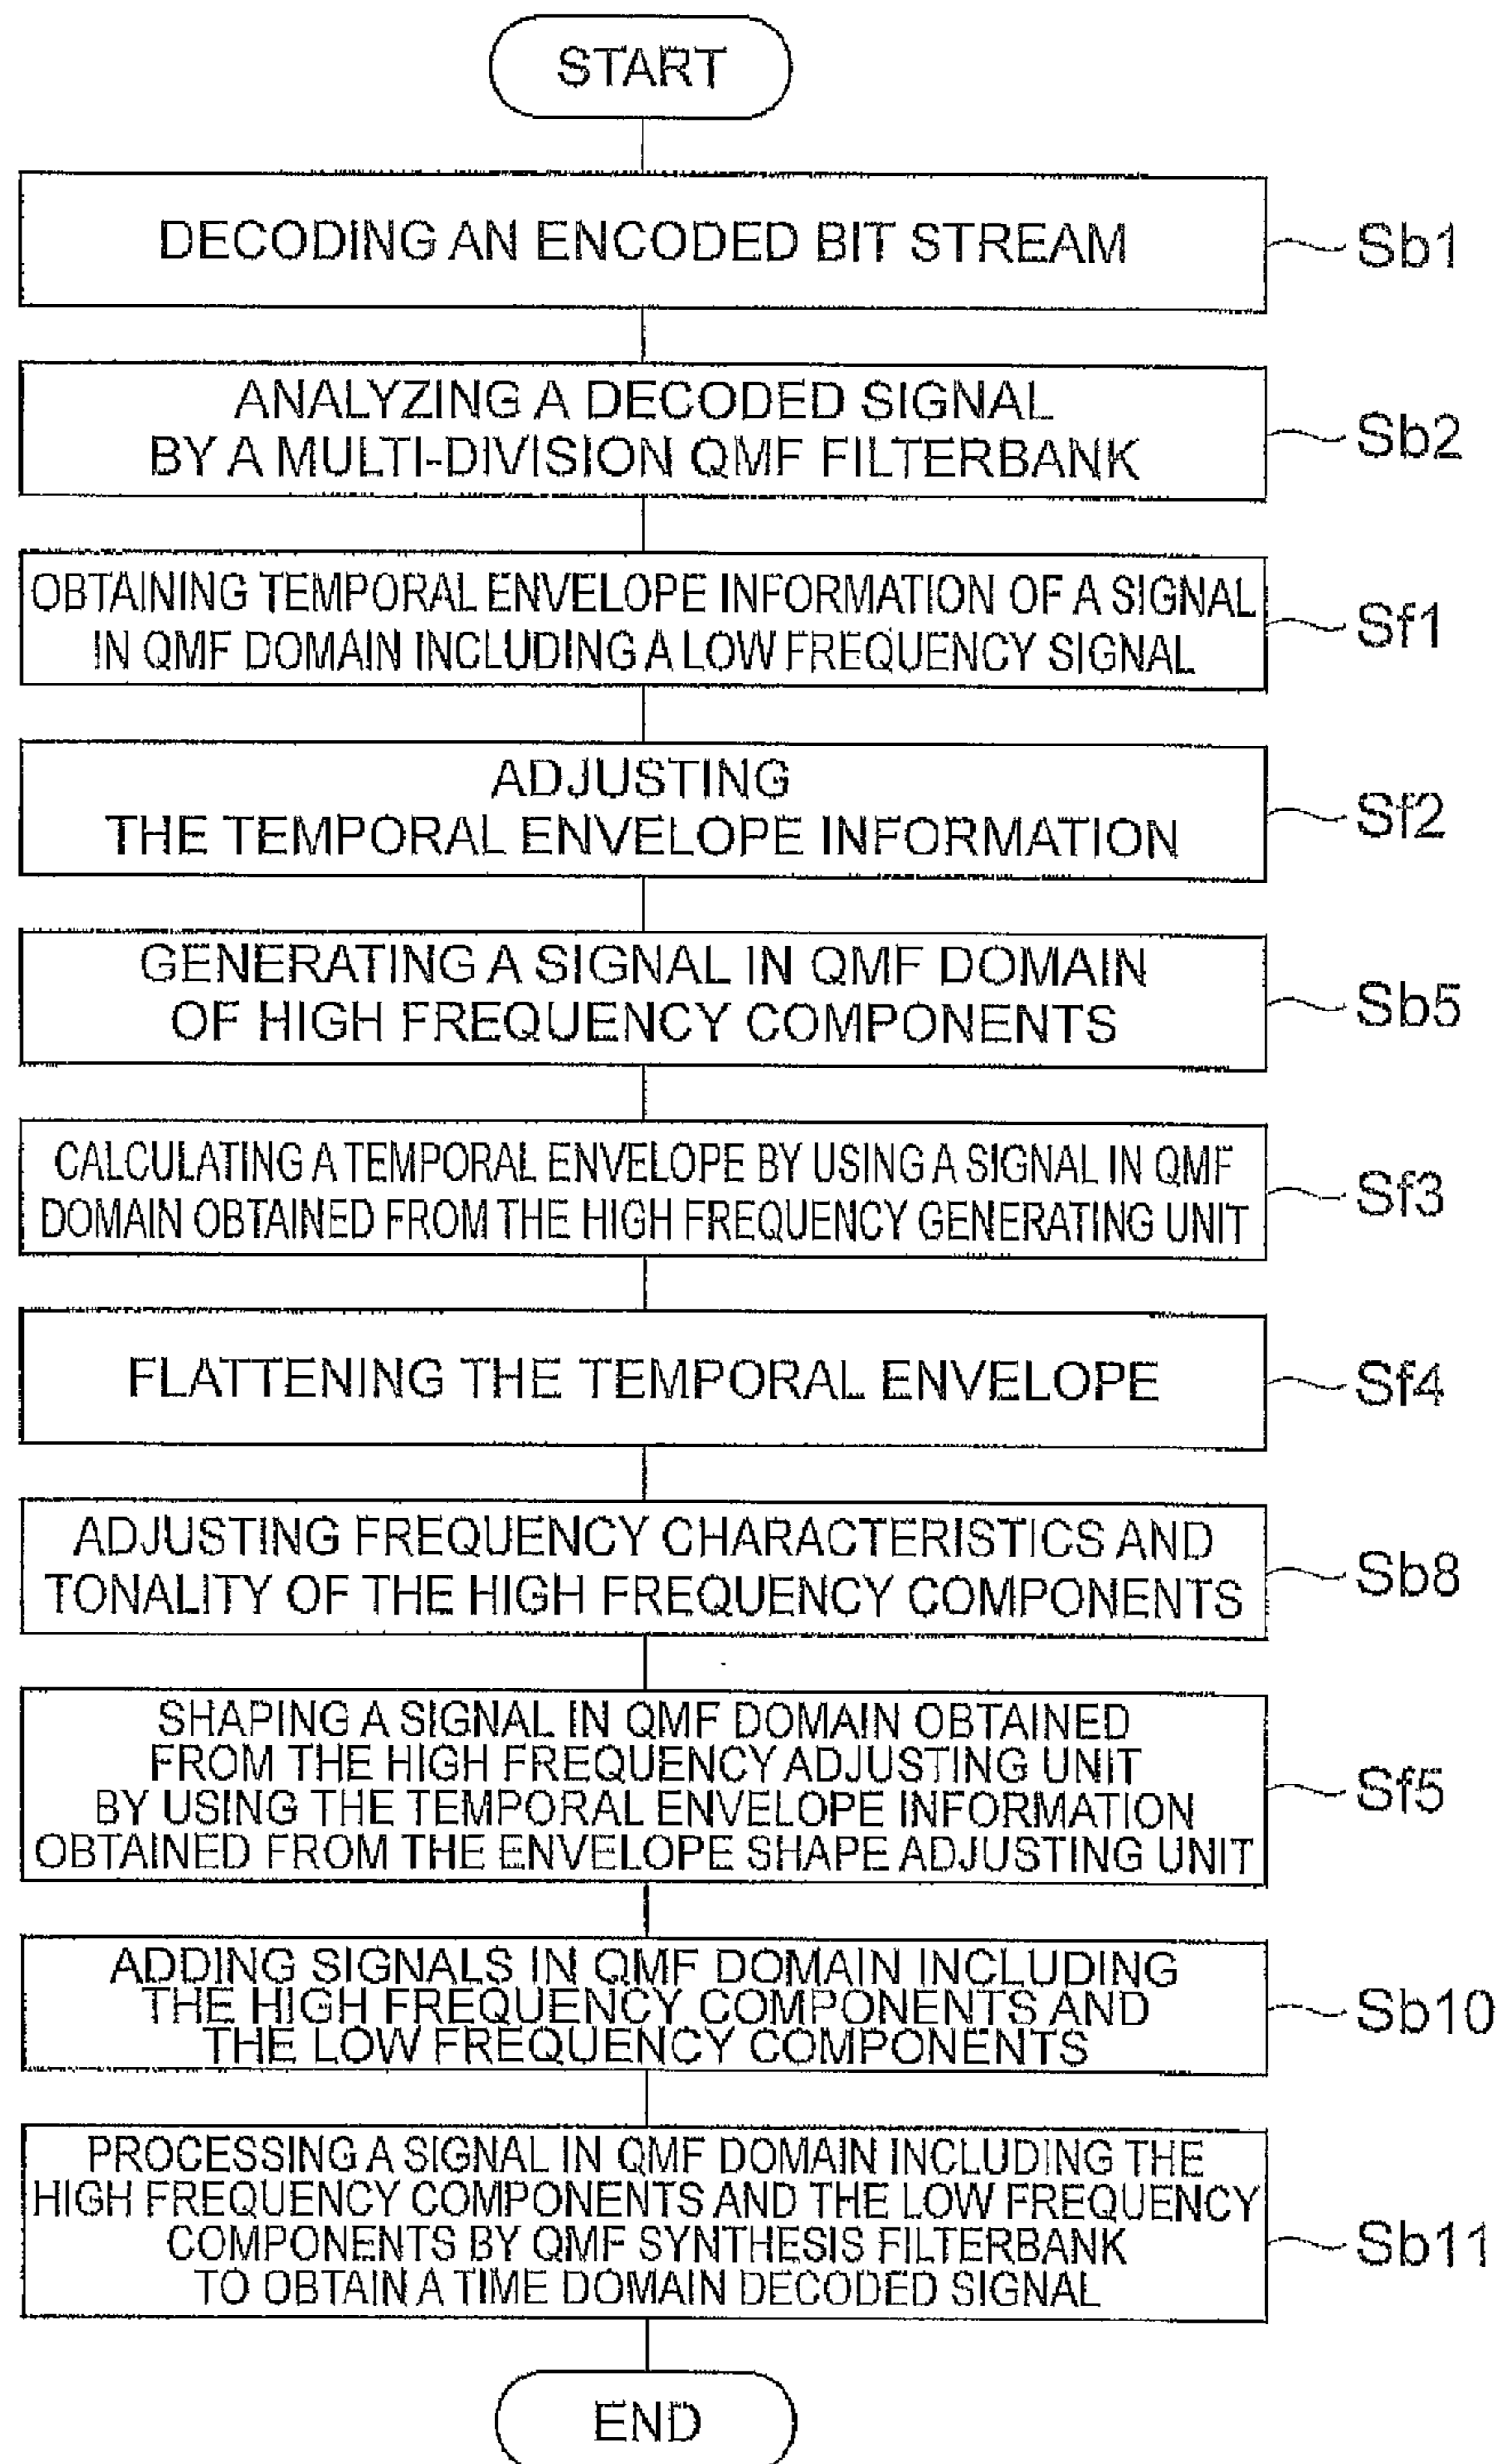 START
DECODING AN ENCODED BIT STREAM
Sb1
ANALYZING A DECODED SIGNAL
BY A MULTI-DIVISION QMF FILTERBANK
Sb2
OBTAINING TEMPORAL ENVELOPE INFORMATION OF A SIGNAL
IN QMF DOMAIN INCLUDING A LOW FREQUENCY SIGNAL
Sf1
ADJUSTING
THE TEMPORAL ENVELOPE INFORMATION
Sf2
GENERATING A SIGNAL IN QMF DOMAIN
OF HIGH FREQUENCY COMPONENTS
Sb5
CALCULATING A TEMPORAL ENVELOPE BY USING A SIGNAL IN QMF
DOMAIN OBTAINED FROM THE HIGH FREQUENCY GENERATING UNIT
Sf3
FLATTENING THE TEMPORAL ENVELOPE
Sf4
ADJUSTING FREQUENCY CHARACTERISTICS AND
TONALITY OF THE HIGH FREQUENCY COMPONENTS
Sb8
SHAPING A SIGNAL IN QMF DOMAIN OBTAINED
FROM THE HIGH FREQUENCY ADJUSTING UNIT
BY USING THE TEMPORAL ENVELOPE INFORMATION
OBTAINED FROM THE ENVELOPE SHAPE ADJUSTING UNIT
Sf5
ADDING SIGNALS IN QMF DOMAIN INCLUDING
THE HIGH FREQUENCY COMPONENTS AND
THE LOW FREQUENCY COMPONENTS
Sb10
PROCESSING A SIGNAL IN QMF DOMAIN INCLUDING THE
HIGH FREQUENCY COMPONENTS AND THE LOW FREQUENCY
COMPONENTS BY QMF SYNTHESIS FILTERBANK
TO OBTAIN A TIME DOMAIN DECODED SIGNAL
Sb11
END